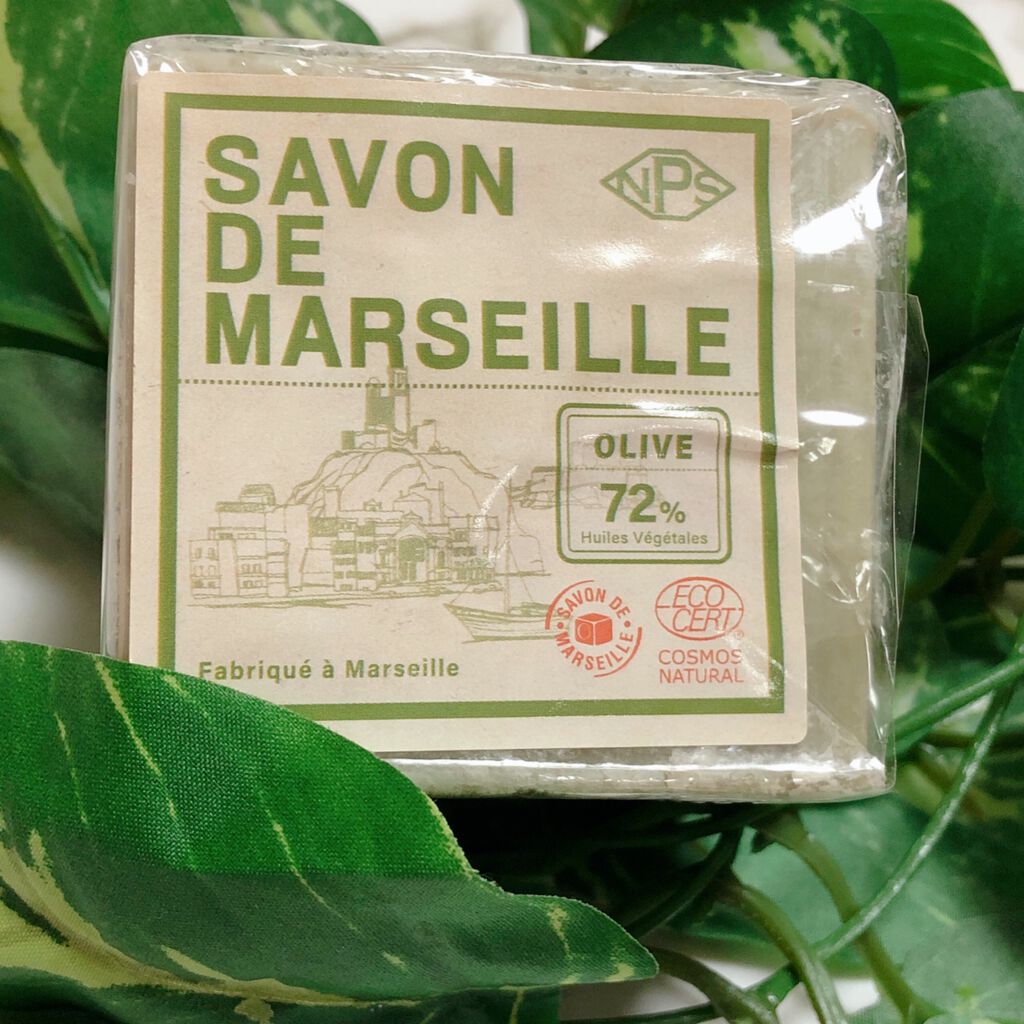 SAVON
DE
MARSEILLE
NPS
OLIVE
72%
Huiles Végétales
SAVON DE
MARSEILLE
ECO
CERT
COSMOS
NATURAL
Fabriqué à Marseille